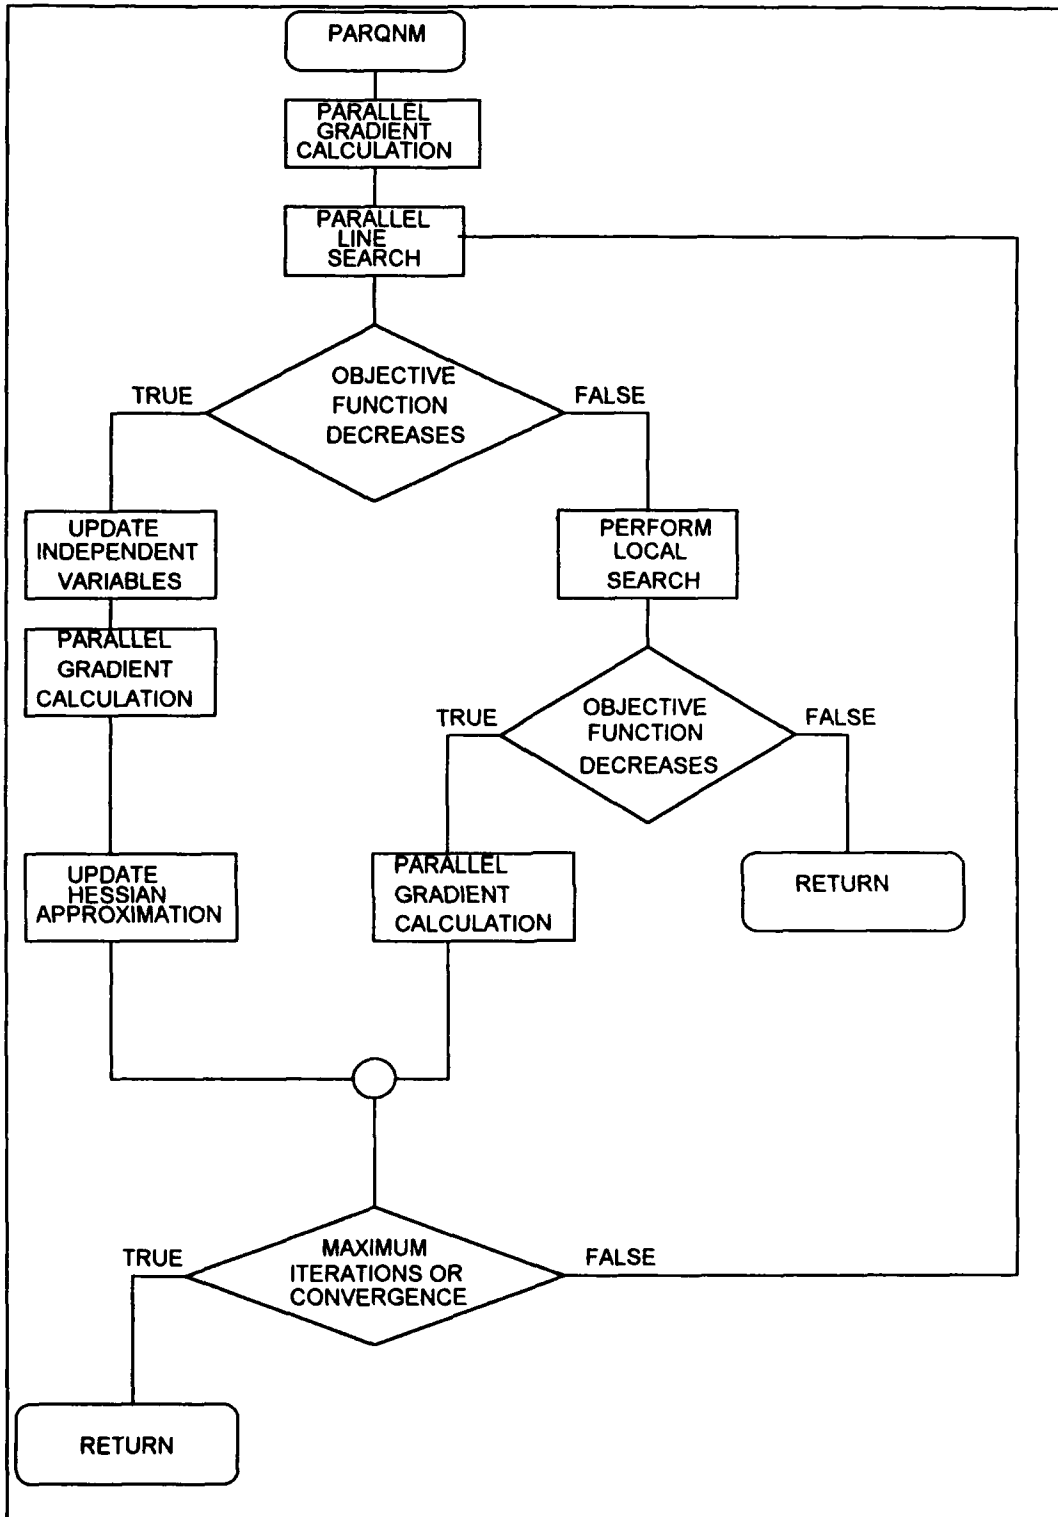 PARQNM
PARALLEL
GRADIENT
CALCULATION
PARALLEL
LINE
SEARCH
OBJECTIVE
FUNCTION
DECREASES
TRUE
FALSE
UPDATE
INDEPENDENT
VARIABLES
PARALLEL
GRADIENT
CALCULATION
UPDATE
HESSIAN
APPROXIMATION
PERFORM
LOCAL
SEARCH
OBJECTIVE
FUNCTION
DECREASES
TRUE
FALSE
PARALLEL
GRADIENT
CALCULATION
RETURN
MAXIMUM
ITERATIONS OR
CONVERGENCE
TRUE
FALSE
RETURN